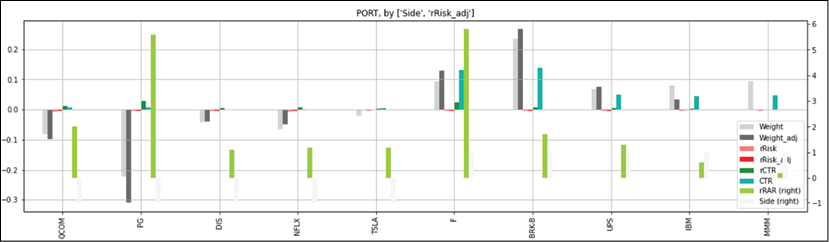 PORT, by ['Side', 'rRisk_adj']
0.2
0.1
0.0
−0.1
−0.2
−0.3
6
5
4
3
2
1
0
−1
Weight
Weight_adj
rRisk
rRisk_adj
rCTR
CTR
rRAR (right)
Side (right)
QCOM
PG
DIS
NFLX
TSLA
F
BRK-B
UPS
IBM
MMM